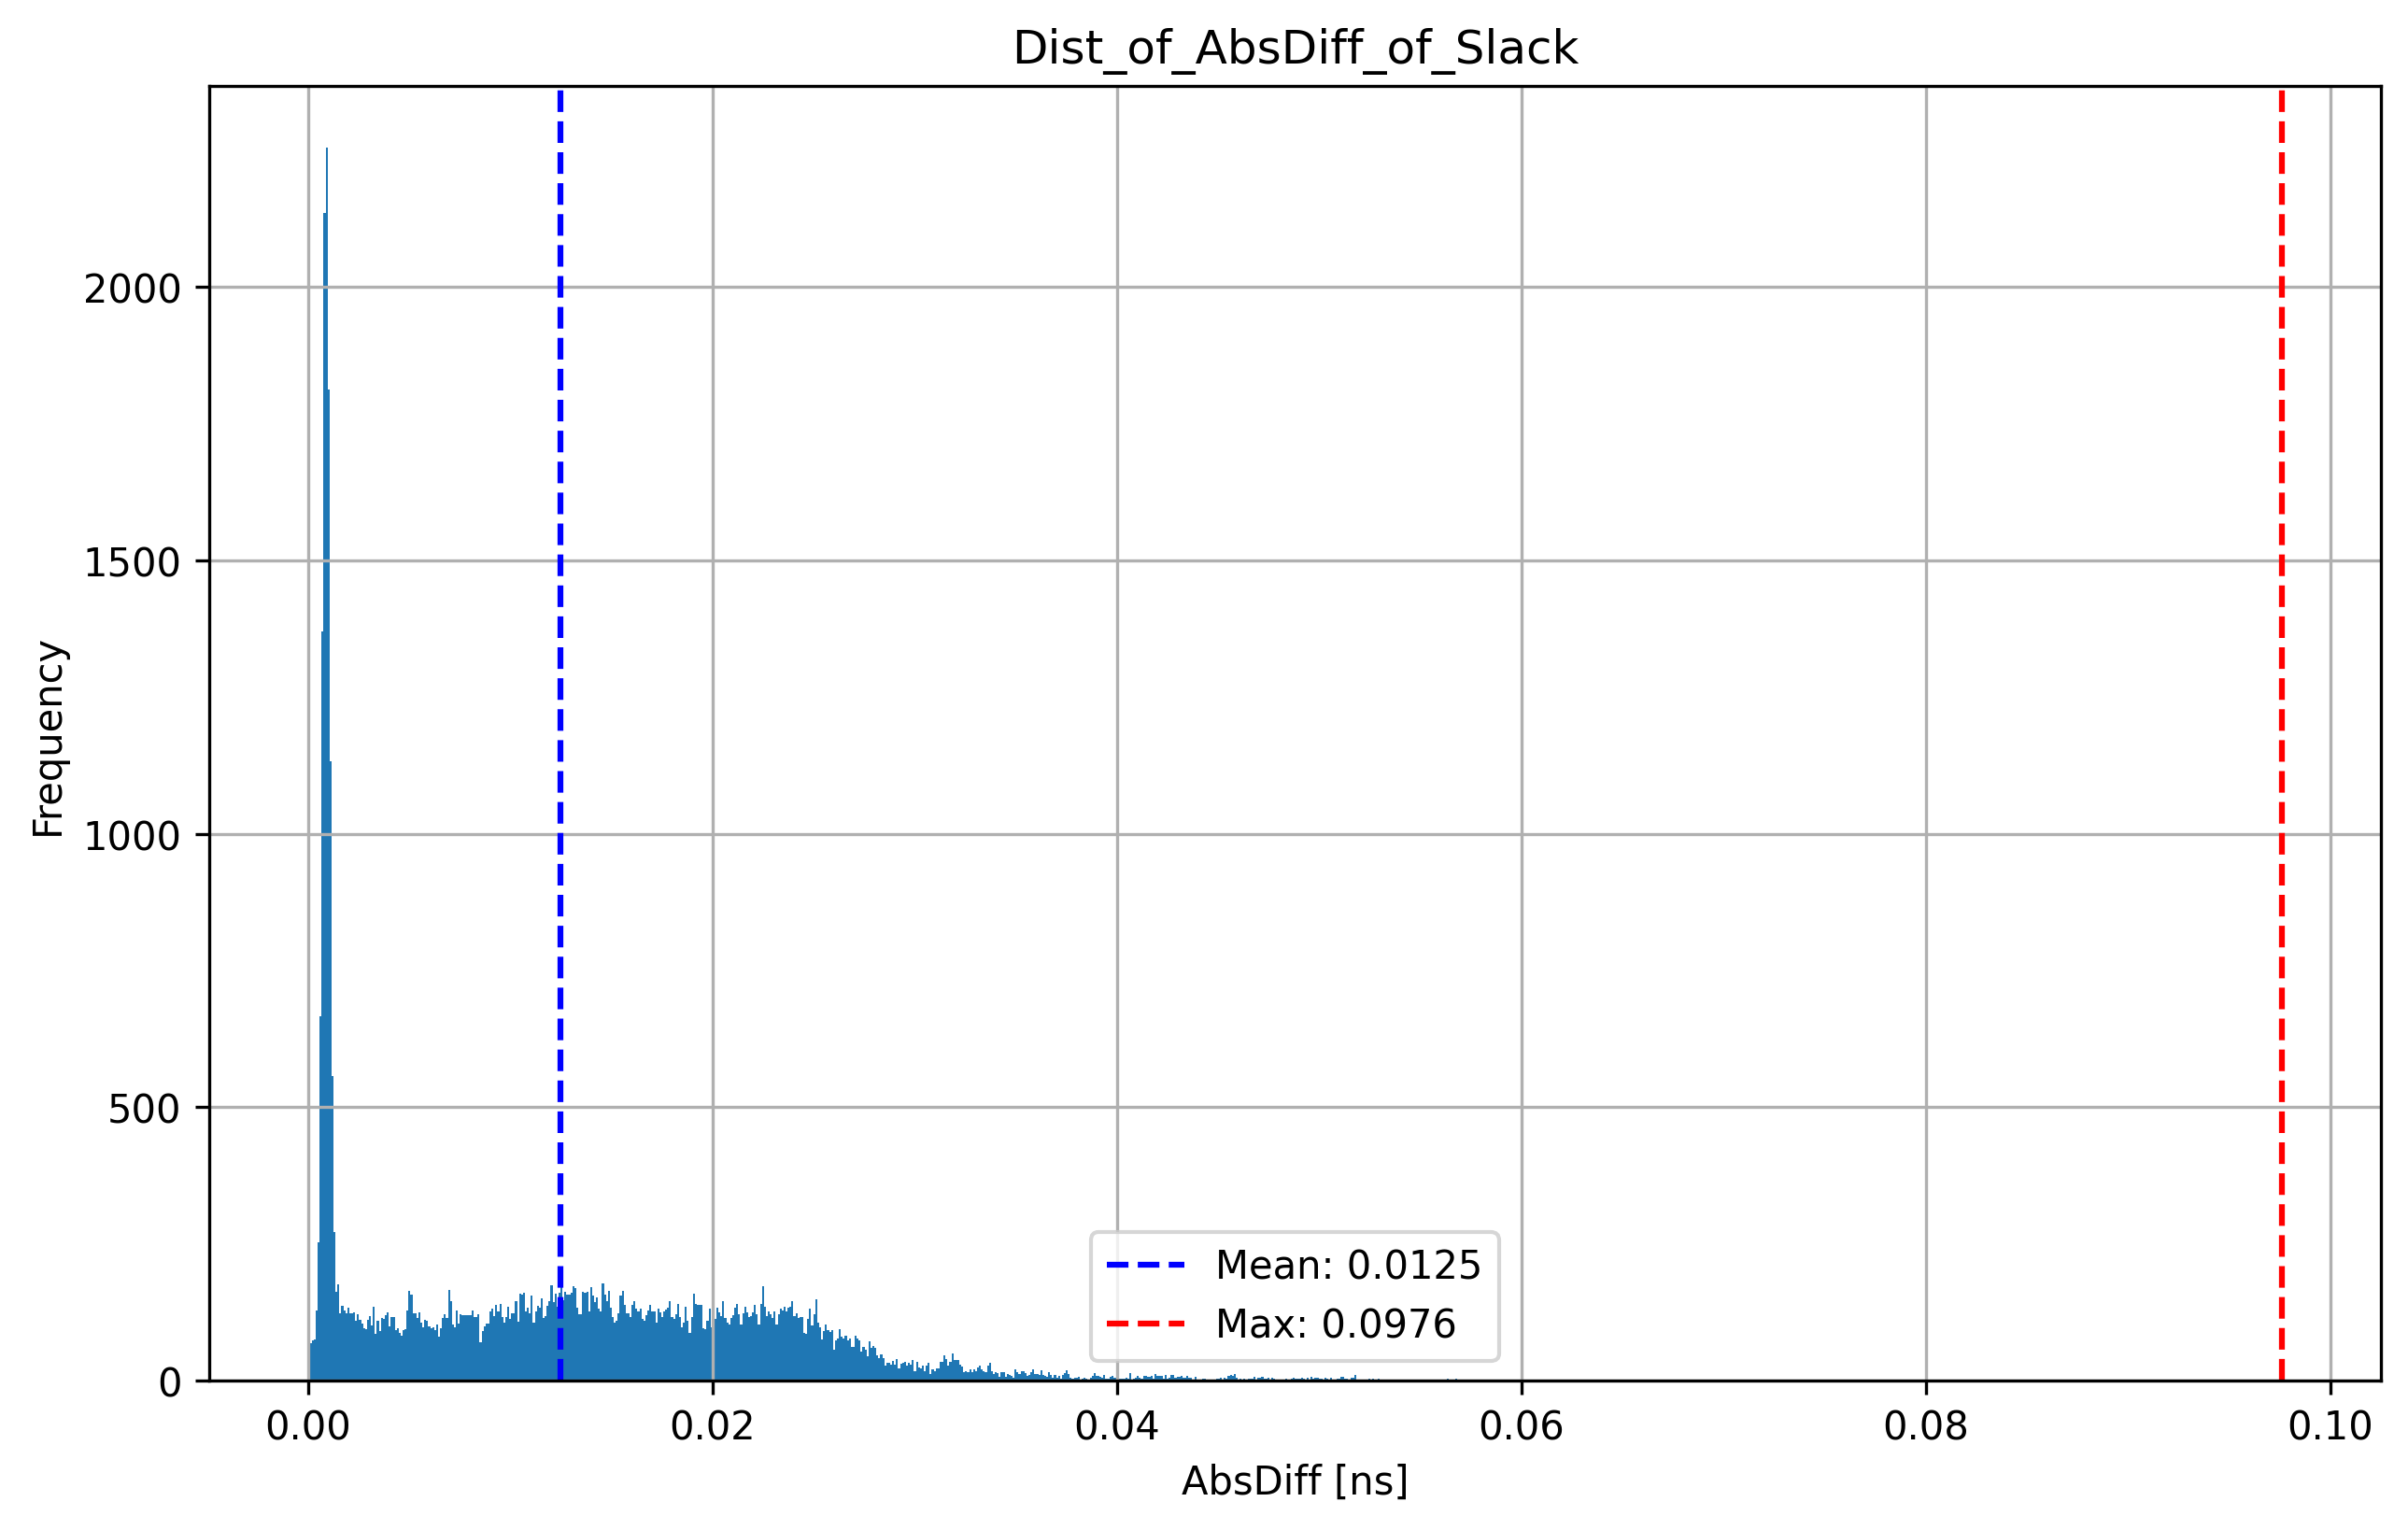 Dist_of_AbsDiff_of_Slack
Frequency
2000
1500
1000
500
0
Mean: 0.0125
Max: 0.0976
0.00 0.02 0.04 0.06 0.08 0.10
AbsDiff [ns]